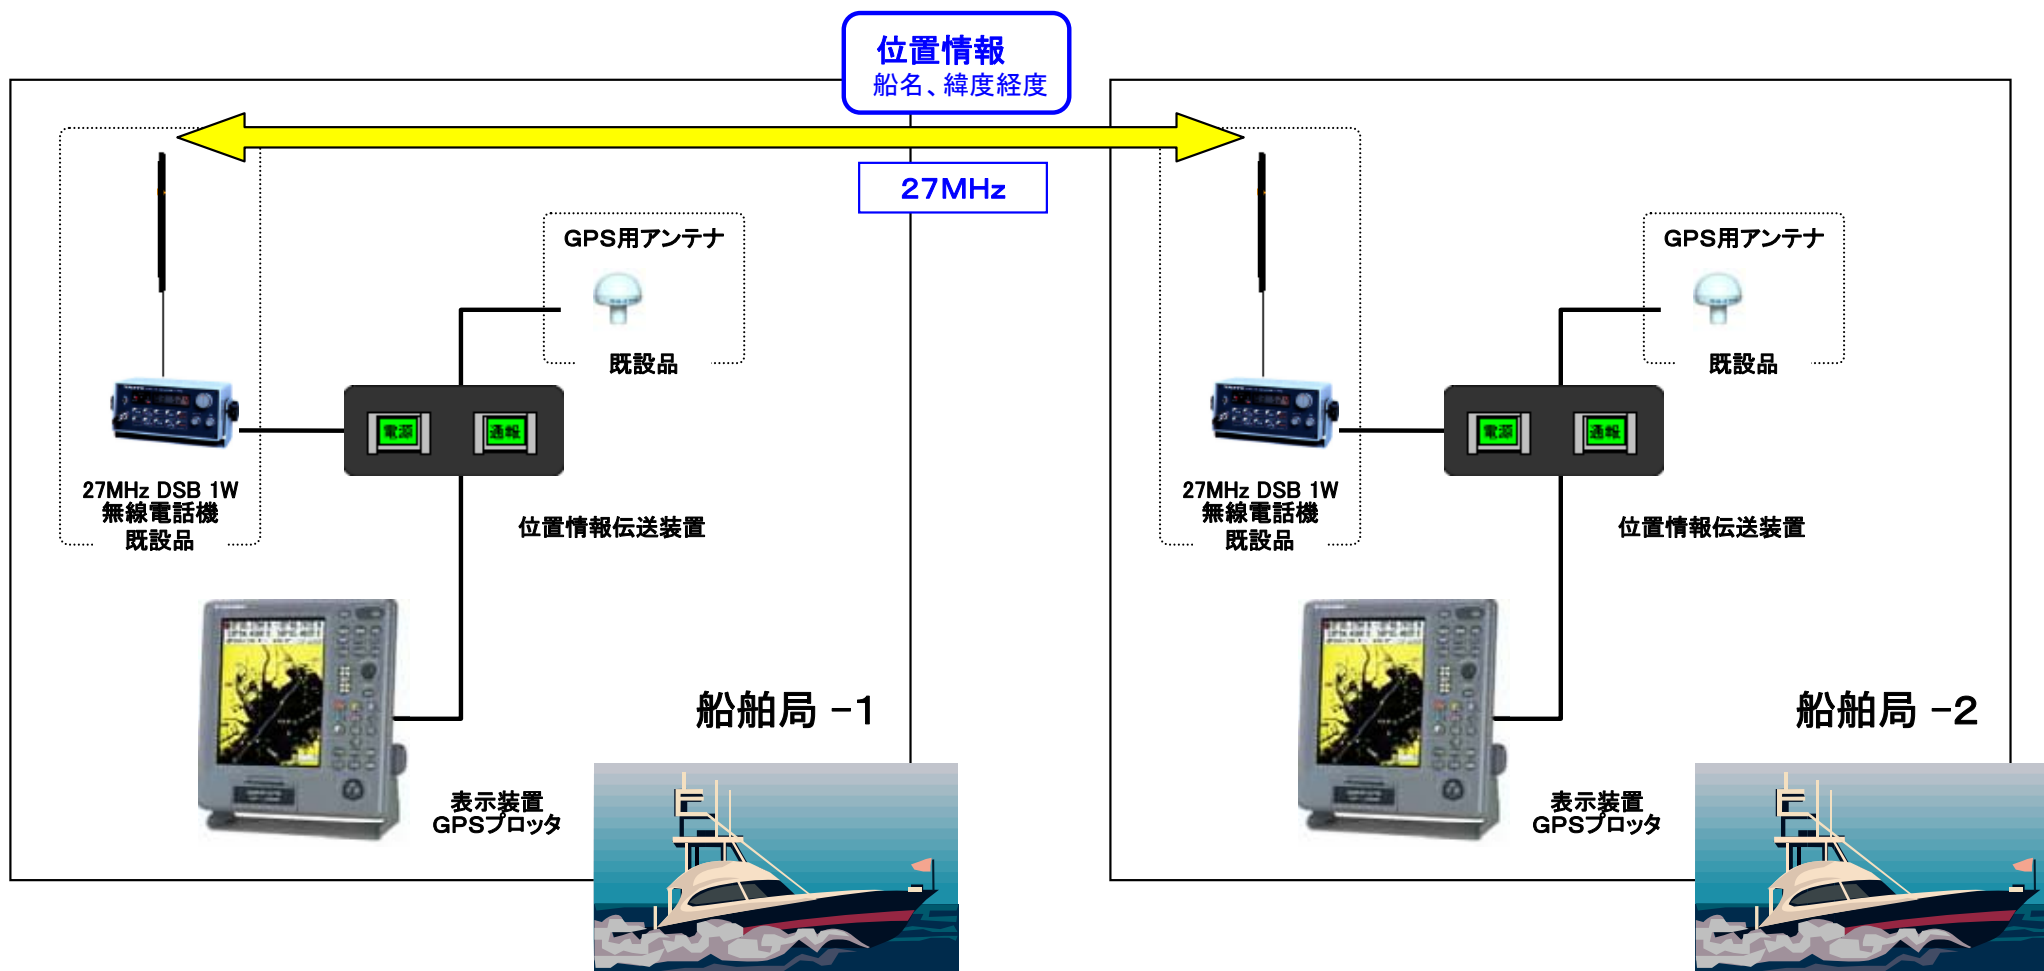 位置情報
船名、緯度経度
27MHz
GPS用アンテナ
既設品
電源
通報
27MHz DSB 1W
無線電話機
既設品
位置情報伝送装置
船舶局 -1
表示装置
GPSプロッタ
GPS用アンテナ
既設品
電源
通報
27MHz DSB 1W
無線電話機
既設品
位置情報伝送装置
船舶局 -2
表示装置
GPSプロッタ